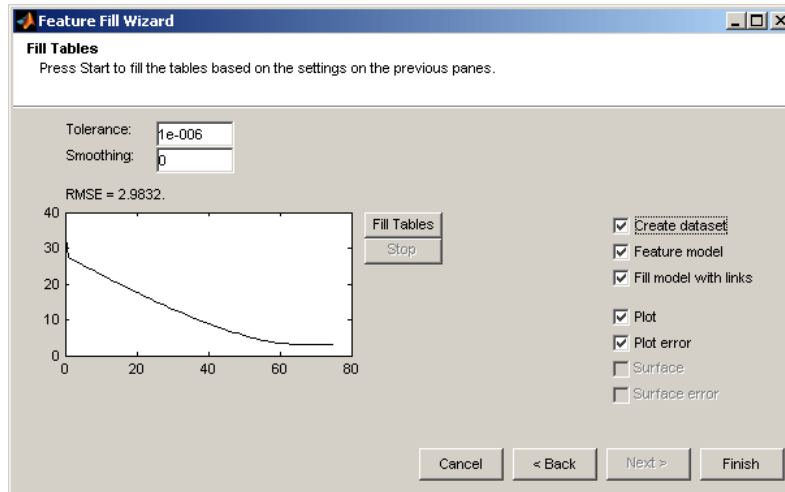 Feature Fill Wizard
Fill Tables
Press Start to fill the tables based on the settings on the previous panes.
Tolerance: 1e-006
Smoothing: 0
RMSE = 2.9832.
40
30
20
10
0
0 20 40 60 80
Fill Tables
Stop
Create dataset
Feature model
Fill model with links
Plot
Plot error
Surface
Surface error
Cancel < Back Next > Finish